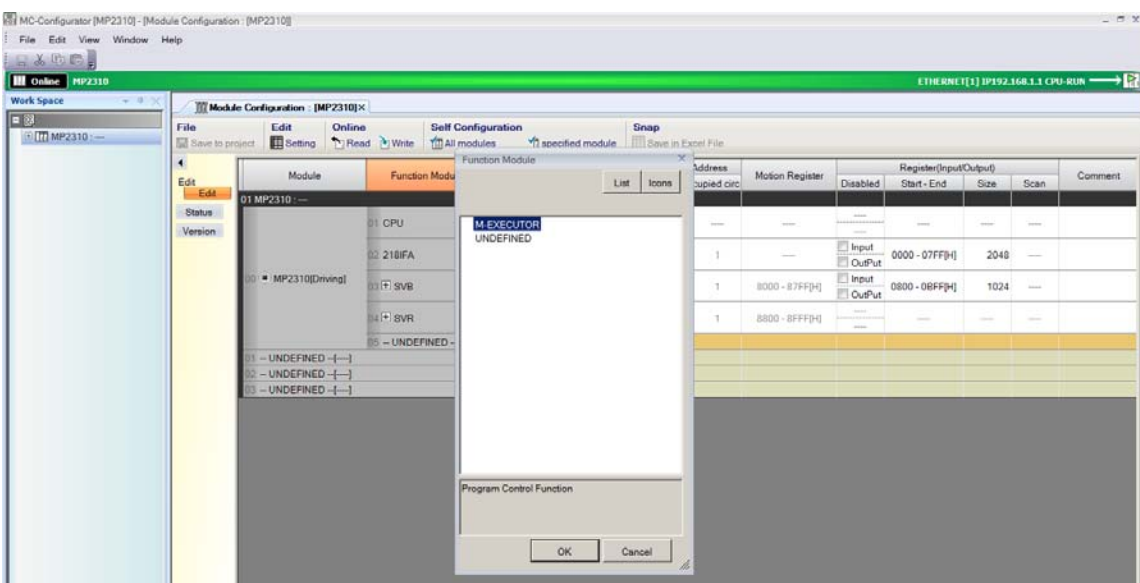 MC-Configurator [MP2310] - [Module Configuration : [MP2310]]
File Edit View Window Help
Online MP2310 ETHERNET[1] IP192.168.1.1 CPU-RUN
Work Space
MP2310 : ---
Module Configuration : [MP2310]
File Edit Online Self Configuration Snap
Save to project Setting Read Write All modules specified module Save in Excel File
Function Module
List Icons
Edit
Edit
Status
Version
Module Function Modu Address Motion Register Register(Input/Output) Comment
cupied circ Disabled Start - End Size Scan
01 MP2310 : ---
00 MP2310[Driving]
01 CPU ---- ---- ---- ---- ---- ----
02 218IFA 1 ---- Input OutPut 0000 - 07FF[H] 2048 ----
03 SVB 1 8000 - 87FF[H] Input OutPut 0800 - 0BFF[H] 1024 ----
04 SVR 1 8800 - 8FFF[H] ---- ---- ---- ----
05 -- UNDEFINED -
01 -- UNDEFINED --[----]
02 -- UNDEFINED --[----]
03 -- UNDEFINED --[----]
M-EXECUTOR
UNDEFINED
Program Control Function
OK Cancel